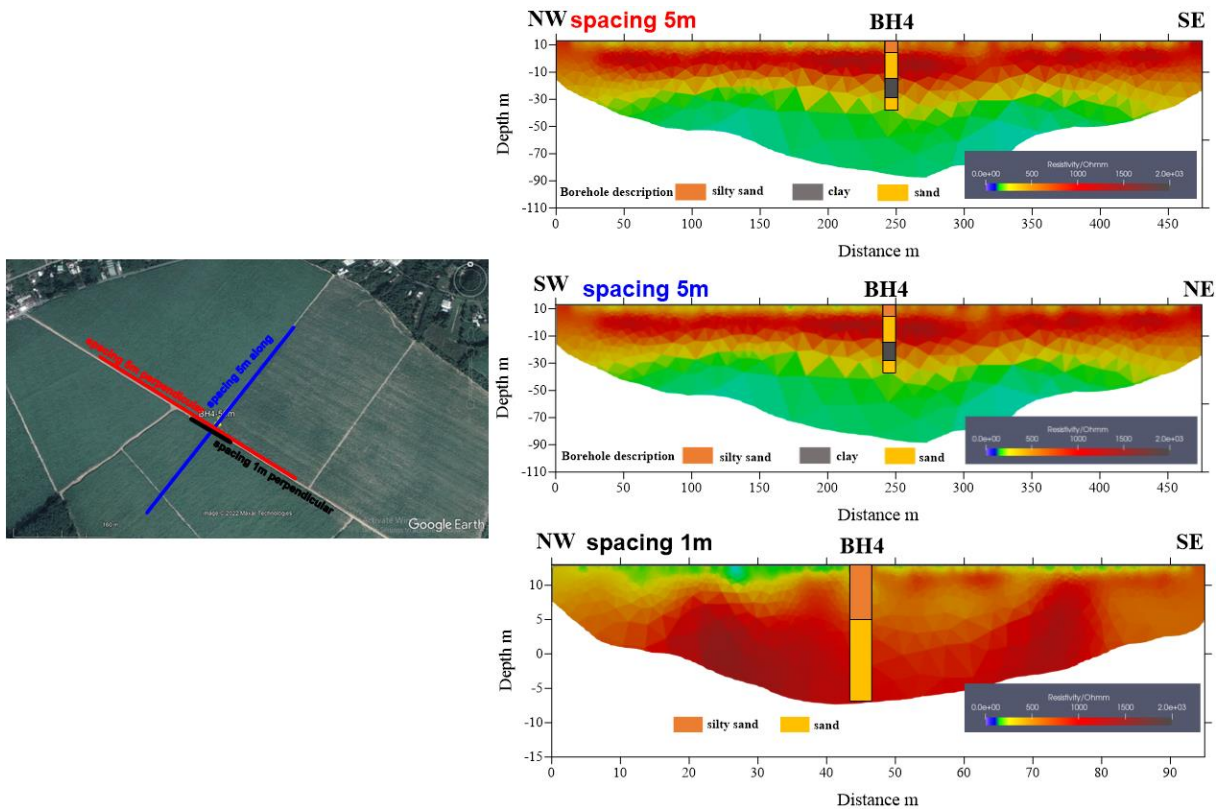 NW spacing 5m BH4 SE
10
-10
-30
-50
-70
-90
-110
Depth m
Resistivity/Ohmm
0.0e+00 500 1000 2.0e+03
Borehole description silty sand clay sand
0 50 100 150 200 250 300 350 400 450
Distance m
SW spacing 5m BH4 NE
10
-10
-30
-50
-70
-90
-110
Depth m
Resistivity/Ohmm
0.0e+00 500 1000 2.0e+03
Borehole description silty sand clay sand
0 50 100 150 200 250 300 350 400 450
Distance m
spacing 5m perpendicular
spacing 5m along
spacing 1m perpendicular
Google Earth
NW spacing 1m BH4 SE
10
5
0
-5
-10
-15
Depth m
Resistivity/Ohmm
0.0e+00 500 1000 2.0e+03
silty sand sand
0 10 20 30 40 50 60 70 80 90
Distance m